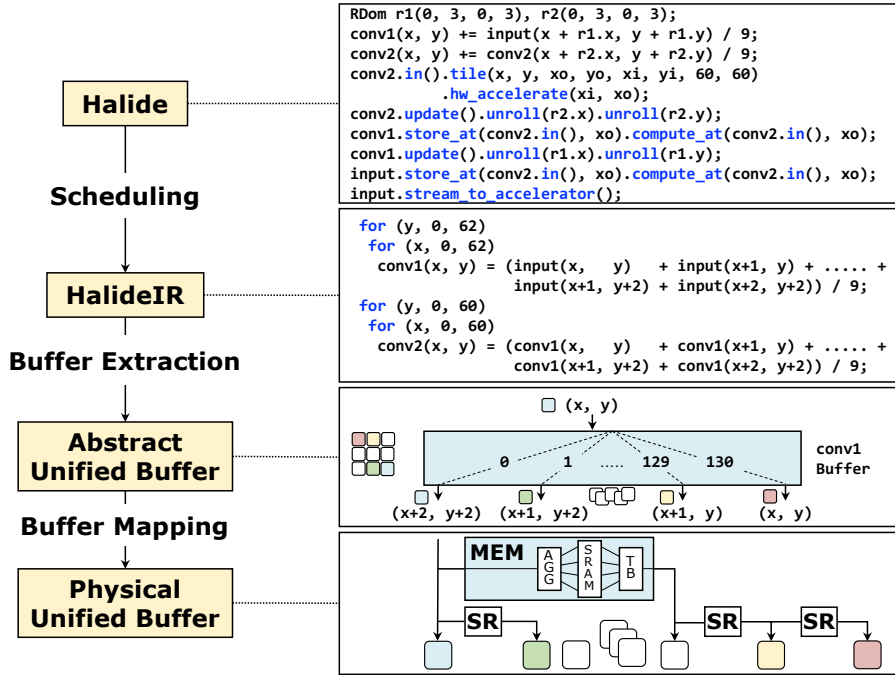 RDom r1(0, 3, 0, 3), r2(0, 3, 0, 3);
conv1(x, y) += input(x + r1.x, y + r1.y) / 9;
conv2(x, y) += conv2(x + r2.x, y + r2.y) / 9;
conv2.in().tile(x, y, xo, yo, xi, yi, 60, 60)
.hw_accelerate(xi, xo);
conv2.update().unroll(r2.x).unroll(r2.y);
conv1.store_at(conv2.in(), xo).compute_at(conv2.in(), xo);
conv1.update().unroll(r1.x).unroll(r1.y);
input.store_at(conv2.in(), xo).compute_at(conv2.in(), xo);
input.stream_to_accelerator();
Halide
Scheduling
for (y, 0, 62)
for (x, 0, 62)
conv1(x, y) = (input(x, y) + input(x+1, y) + ..... +
input(x+1, y+2) + input(x+2, y+2)) / 9;
for (y, 0, 60)
for (x, 0, 60)
conv2(x, y) = (conv1(x, y) + conv1(x+1, y) + ..... +
conv1(x+1, y+2) + conv1(x+2, y+2)) / 9;
HalideIR
Buffer Extraction
Abstract
Unified Buffer
(x, y)
0 1 ..... 129 130
conv1
Buffer
(x+2, y+2) (x+1, y+2) (x+1, y) (x, y)
Buffer Mapping
Physical
Unified Buffer
MEM
AGG
SRAM
TB
SR
SR
SR